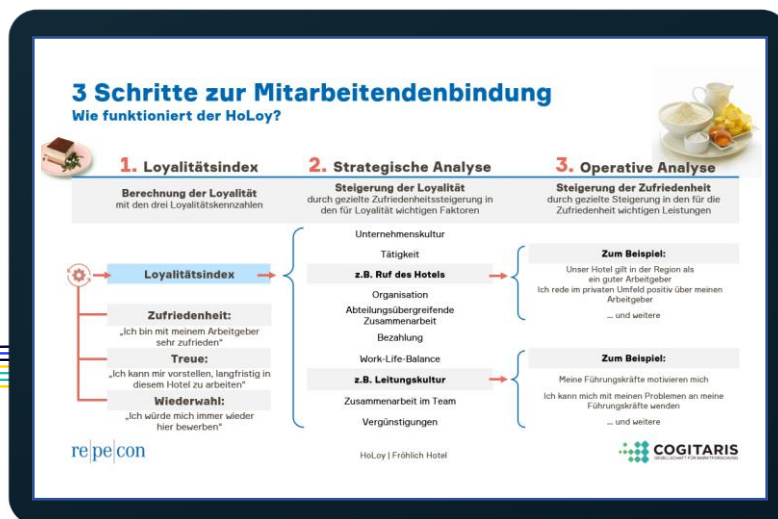 3 Schritte zur Mitarbeitendenbindung
Wie funktioniert der HoLoy?
1. Loyalitätsindex
Berechnung der Loyalität
mit den drei Loyalitätskennzahlen
Loyalitätsindex
Zufriedenheit:
„Ich bin mit meinem Arbeitgeber
sehr zufrieden“
Treue:
„Ich kann mir vorstellen, langfristig in
diesem Hotel zu arbeiten“
Wiederwahl:
„Ich würde mich immer wieder
hier bewerben“
2. Strategische Analyse
Steigerung der Loyalität
durch gezielte Zufriedenheitssteigerung in
den für Loyalität wichtigen Faktoren
Unternehmenskultur
Tätigkeit
z.B. Ruf des Hotels
Organisation
Abteilungsübergreifende
Zusammenarbeit
Bezahlung
Work-Life-Balance
z.B. Leitungskultur
Zusammenarbeit im Team
Vergünstigungen
3. Operative Analyse
Steigerung der Zufriedenheit
durch gezielte Steigerung in den für die
Zufriedenheit wichtigen Leistungen
Zum Beispiel:
Unser Hotel gilt in der Region als
ein guter Arbeitgeber
Ich rede im privaten Umfeld positiv über meinen
Arbeitgeber
... und weitere
Zum Beispiel:
Meine Führungskräfte motivieren mich
Ich kann mich mit meinen Problemen an meine
Führungskräfte wenden
... und weitere
re|pe|con
HoLoy | Fröhlich Hotel
COGITARIS
GESELLSCHAFT FÜR MARKTFORSCHUNG